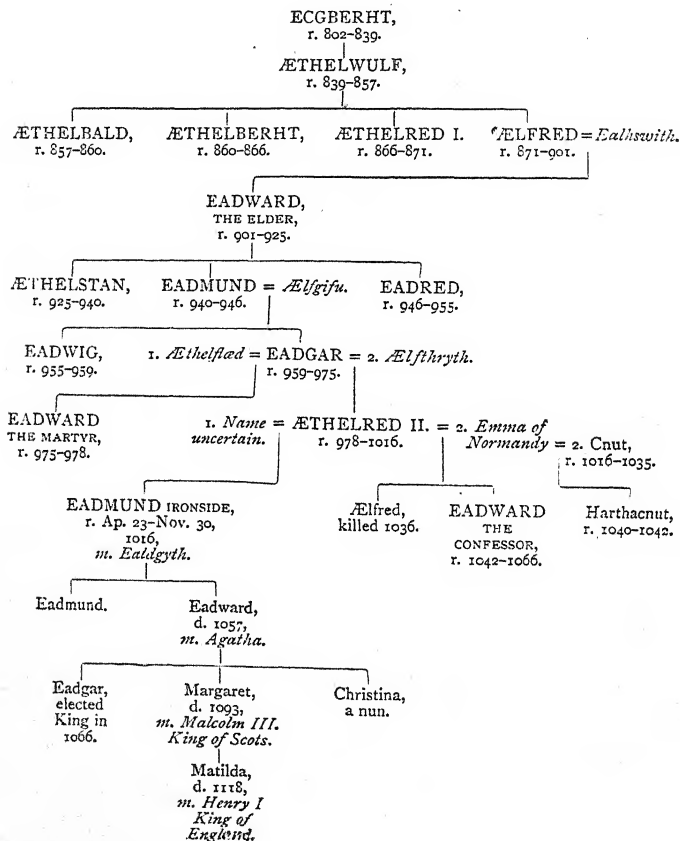 ECGBERHT,
r. 802-839.
ÆTHELWULF,
r. 839-857.
ÆTHELBALD,
r. 857-860.
ÆTHELBERHT,
r. 860-866.
ÆTHELRED I.
r. 866-871.
ÆLFRED = Ealhswith.
r. 871-901.
EADWARD,
THE ELDER,
r. 901-925.
ÆTHELSTAN,
r. 925-940.
EADMUND = Ælfgifu.
r. 940-946.
EADRED,
r. 946-955.
EADWIG,
r. 955-959.
1. Æthelflæd = EADGAR = 2. Ælfthryth.
r. 959-975.
EADWARD
THE MARTYR,
r. 975-978.
1. Name = ÆTHELRED II. = 2. Emma of
uncertain. r. 978-1016. Normandy = 2. Cnut,
r. 1016-1035.
EADMUND IRONSIDE,
r. Ap. 23-Nov. 30,
1016,
m. Ealdgyth.
Ælfred,
killed 1036.
EADWARD
THE
CONFESSOR,
r. 1042-1066.
Harthacnut,
r. 1040-1042.
Eadmund.
Eadward,
d. 1057,
m. Agatha.
Eadgar,
elected
King in
1066.
Margaret,
d. 1093,
m. Malcolm III.
King of Scots.
Christina,
a nun.
Matilda,
d. 1118,
m. Henry I
King of
England.